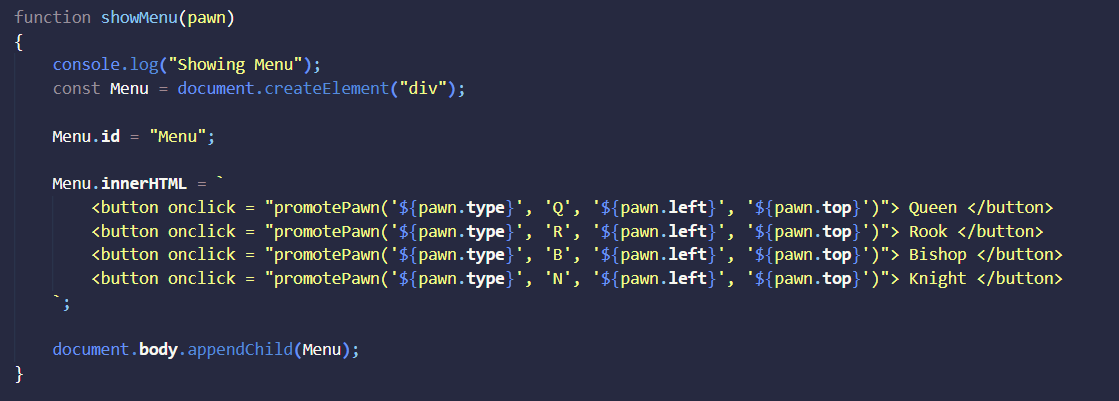 function showMenu(pawn)
{
    console.log("Showing Menu");
    const Menu = document.createElement("div");

    Menu.id = "Menu";

    Menu.innerHTML = `
        <button onclick = "promotePawn('${pawn.type}', 'Q', '${pawn.left}', '${pawn.top}')"> Queen </button>
        <button onclick = "promotePawn('${pawn.type}', 'R', '${pawn.left}', '${pawn.top}')"> Rook </button>
        <button onclick = "promotePawn('${pawn.type}', 'B', '${pawn.left}', '${pawn.top}')"> Bishop </button>
        <button onclick = "promotePawn('${pawn.type}', 'N', '${pawn.left}', '${pawn.top}')"> Knight </button>
    `;

    document.body.appendChild(Menu);
}